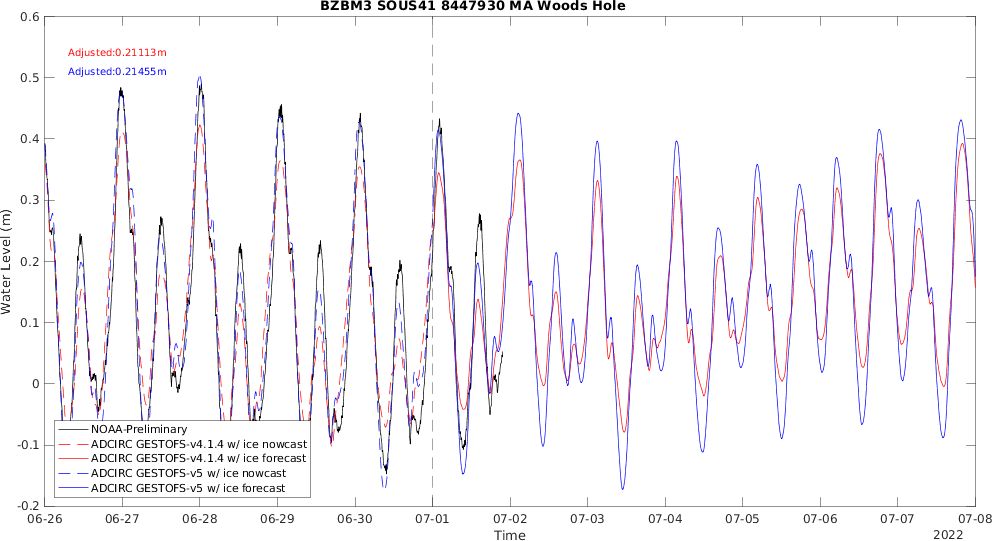 BZBM3 SOUS41 8447930 MA Woods Hole
0.6
0.5
0.4
0.3
0.2
0.1
0
-0.1
-0.2
Water Level (m)
Adjusted:0.21113m
Adjusted:0.21455m
NOAA-Preliminary
ADCIRC GESTOFS-v4.1.4 w/ ice nowcast
ADCIRC GESTOFS-v4.1.4 w/ ice forecast
ADCIRC GESTOFS-v5 w/ ice nowcast
ADCIRC GESTOFS-v5 w/ ice forecast
06-26 06-27 06-28 06-29 06-30 07-01 07-02 07-03 07-04 07-05 07-06 07-07 07-08
Time
2022